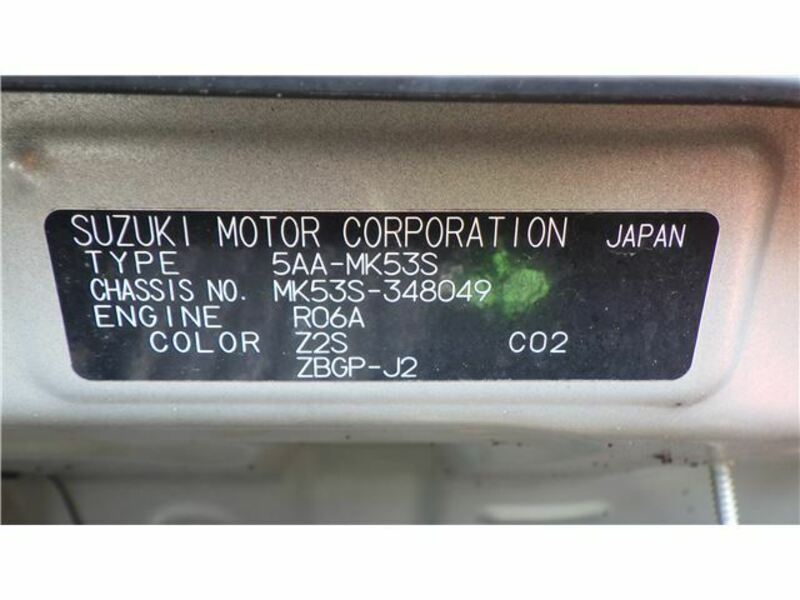 SUZUKI MOTOR CORPORATION JAPAN
TYPE 5AA-MK53S
CHASSIS NO. MK53S-348049
ENGINE R06A
COLOR Z2S C02
ZBGP-J2